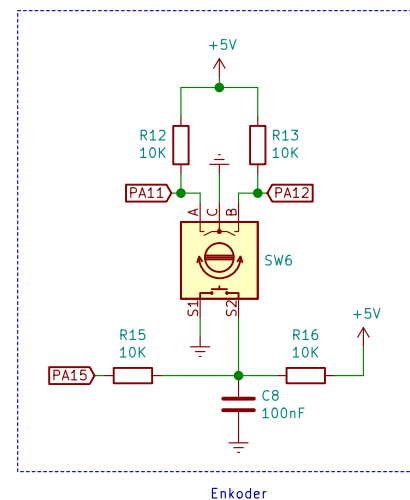 +5V
R12
10K
R13
10K
PA11
PA12
A
C
B
SW6
S1
S2
+5V
R15
10K
R16
10K
PA15
C8
100nF
Enkoder